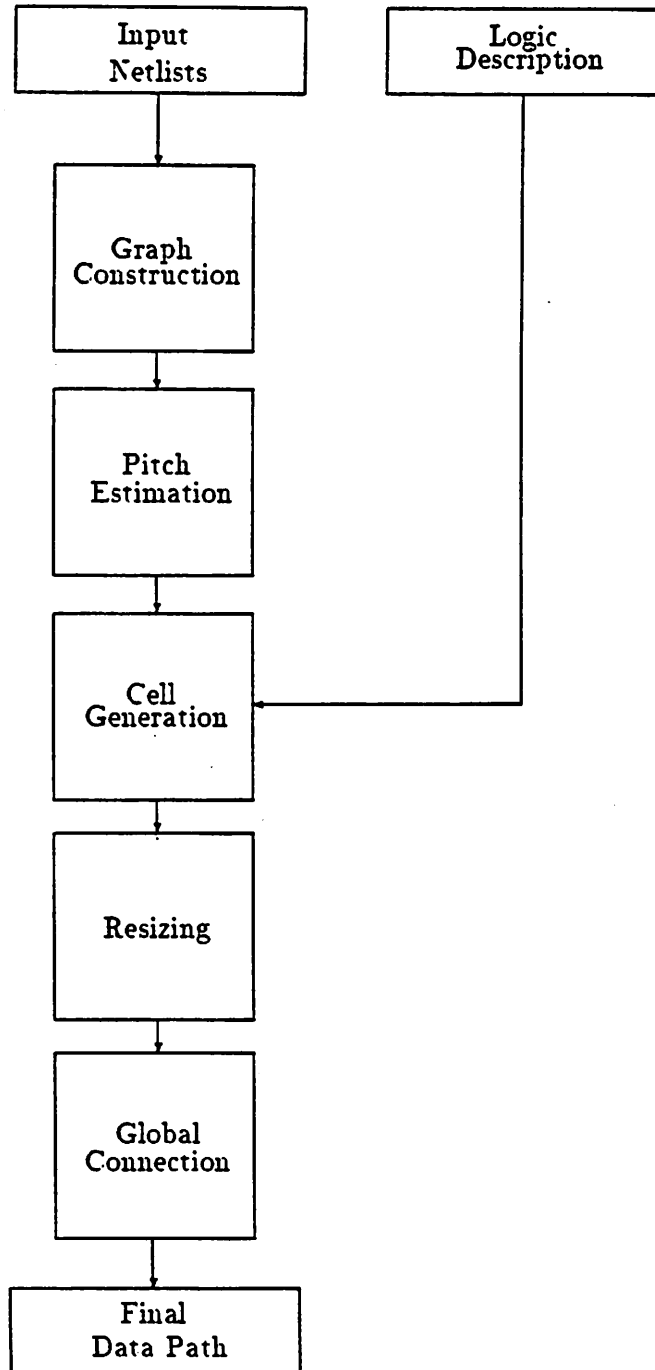 Input
Netlists
Logic
Description
Graph
Construction
Pitch
Estimation
Cell
Generation
Resizing
Global
Connection
Final
Data Path